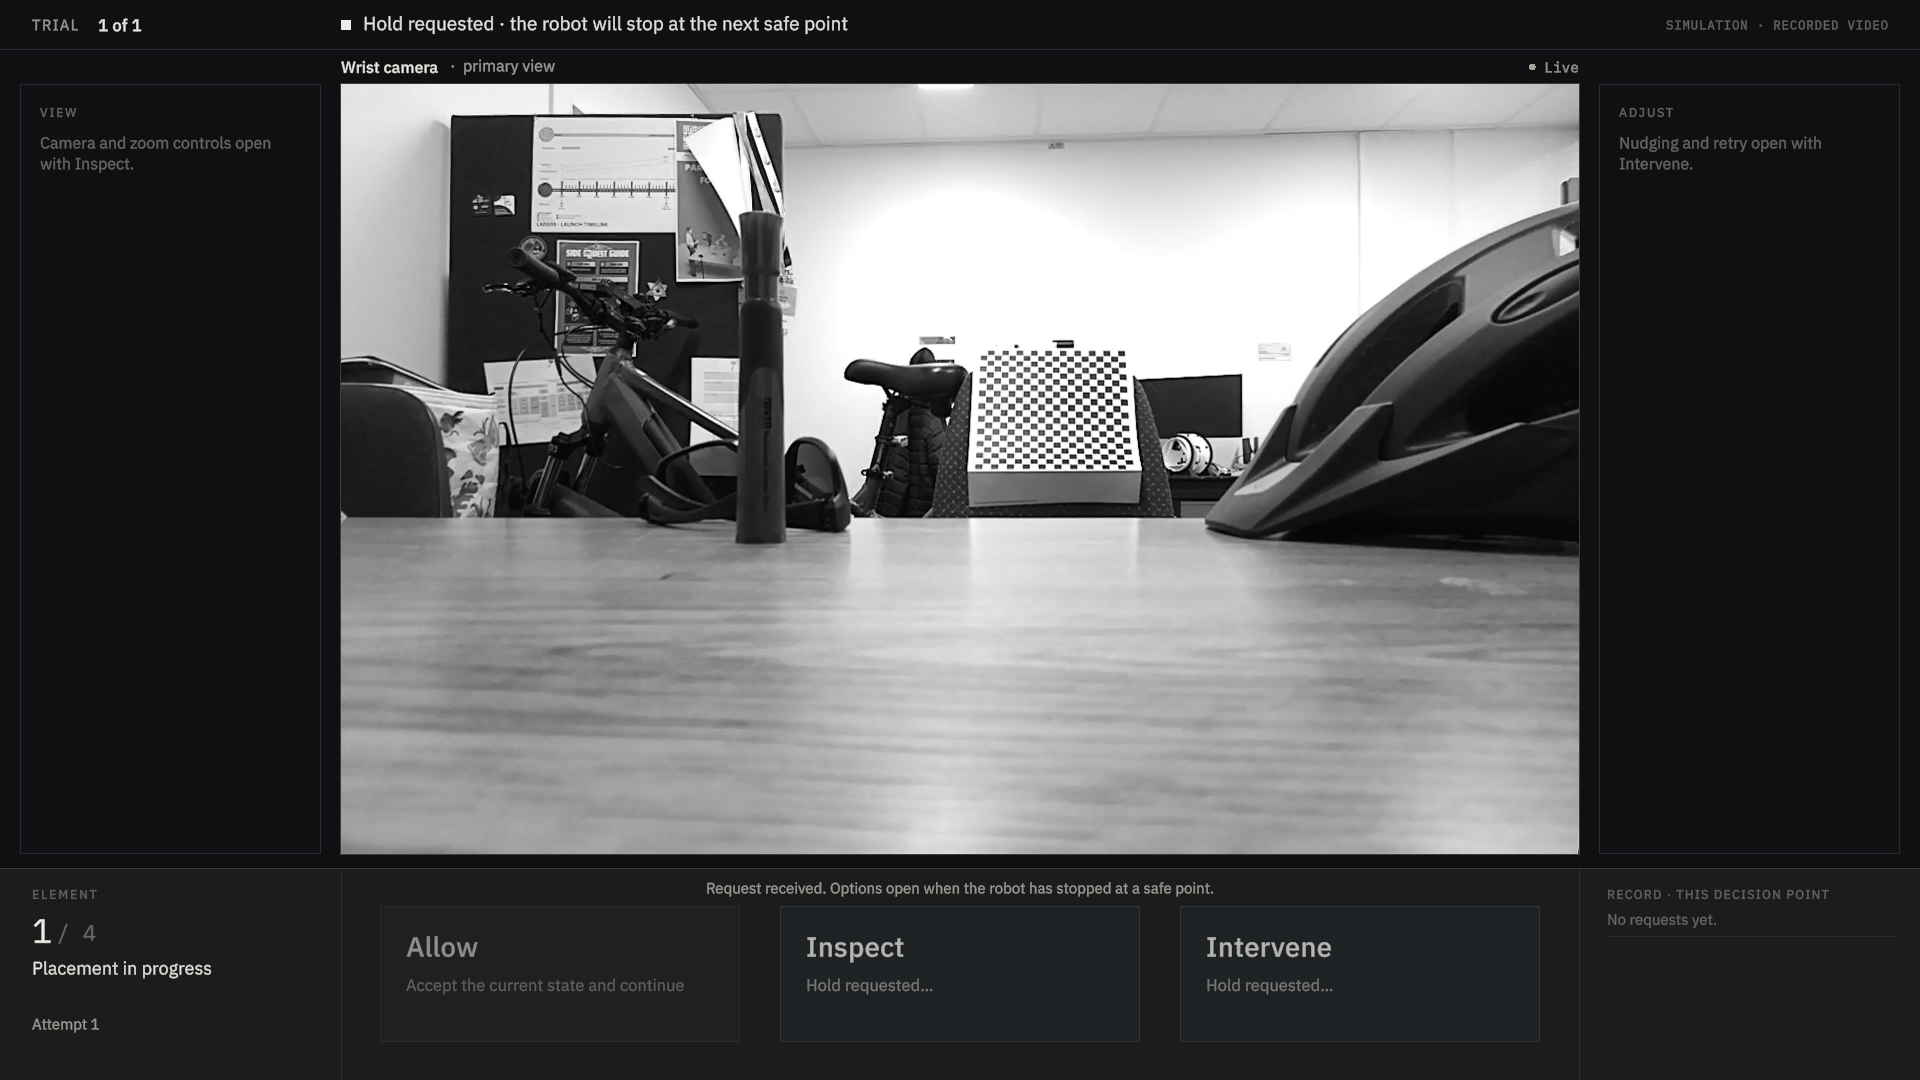 TRIAL 1 of 1
Hold requested · the robot will stop at the next safe point
SIMULATION · RECORDED VIDEO
Wrist camera · primary view
Live
VIEW
Camera and zoom controls open
with Inspect.
LAUNCH TIMELINE
SIDE QUEST GUIDE
ADJUST
Nudging and retry open with
Intervene.
ELEMENT
1 / 4
Placement in progress
Attempt 1
Request received. Options open when the robot has stopped at a safe point.
Allow
Accept the current state and continue
Inspect
Hold requested...
Intervene
Hold requested...
RECORD · THIS DECISION POINT
No requests yet.